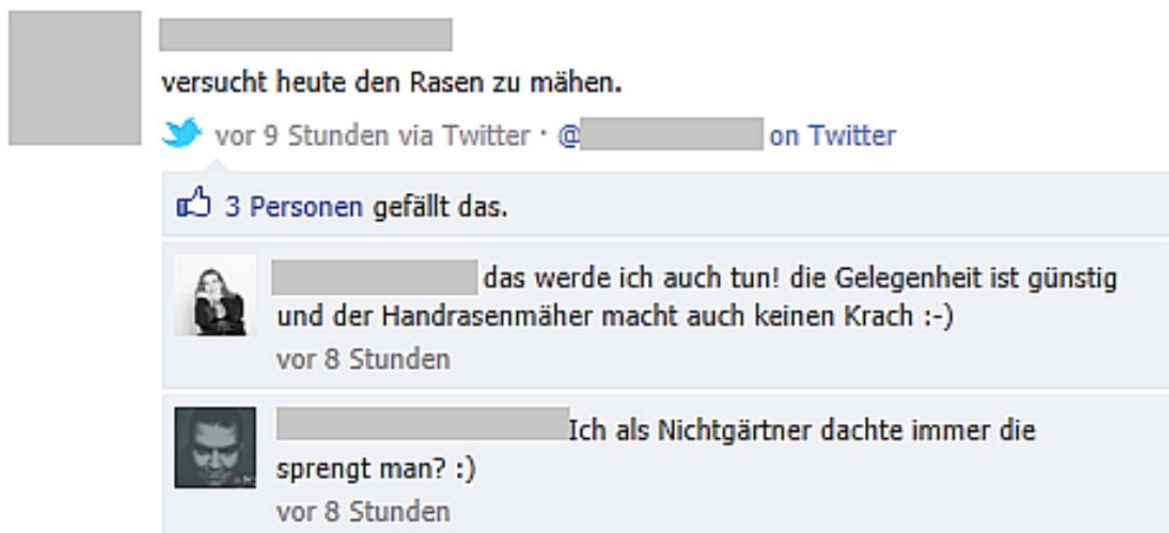 versucht heute den Rasen zu mähen.
vor 9 Stunden via Twitter · @ on Twitter
3 Personen gefällt das.
das werde ich auch tun! die Gelegenheit ist günstig
und der Handrasenmäher macht auch keinen Krach :-)
vor 8 Stunden
Ich als Nichtgärtner dachte immer die
sprengt man? :)
vor 8 Stunden